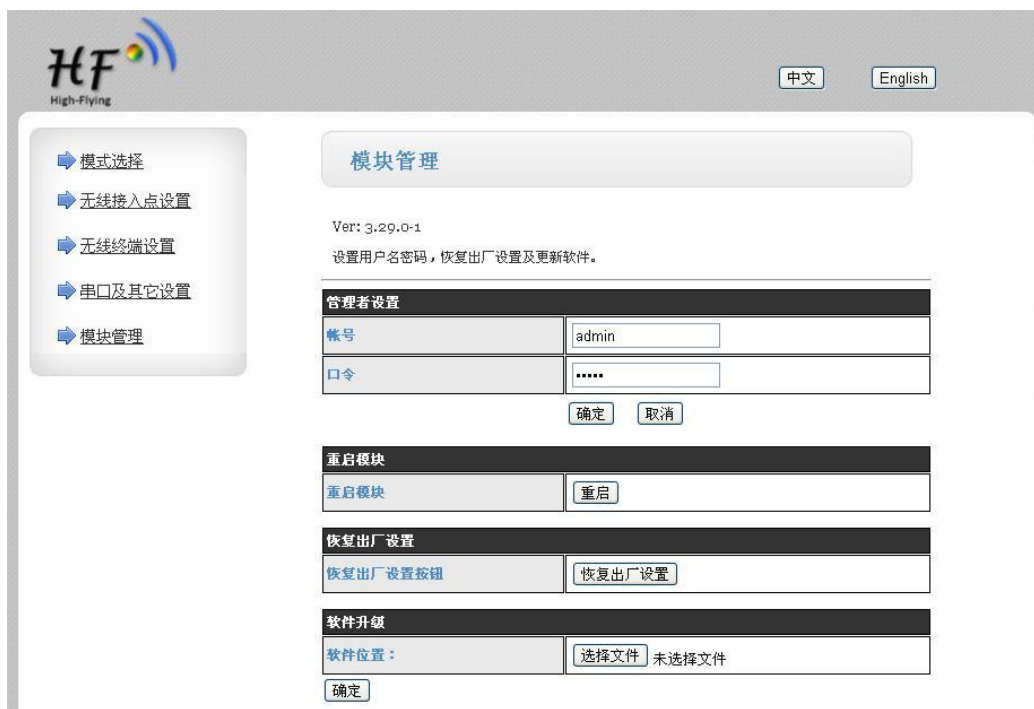 HF
High-Flying
中文 English
模式选择
无线接入点设置
无线终端设置
串口及其它设置
模块管理
模块管理
Ver: 3.29.0-1
设置用户名密码，恢复出厂设置及更新软件。
管理者设置
帐号 admin
口令 •••••
确定 取消
重启模块
重启模块 重启
恢复出厂设置
恢复出厂设置按钮 恢复出厂设置
软件升级
软件位置： 选择文件 未选择文件
确定